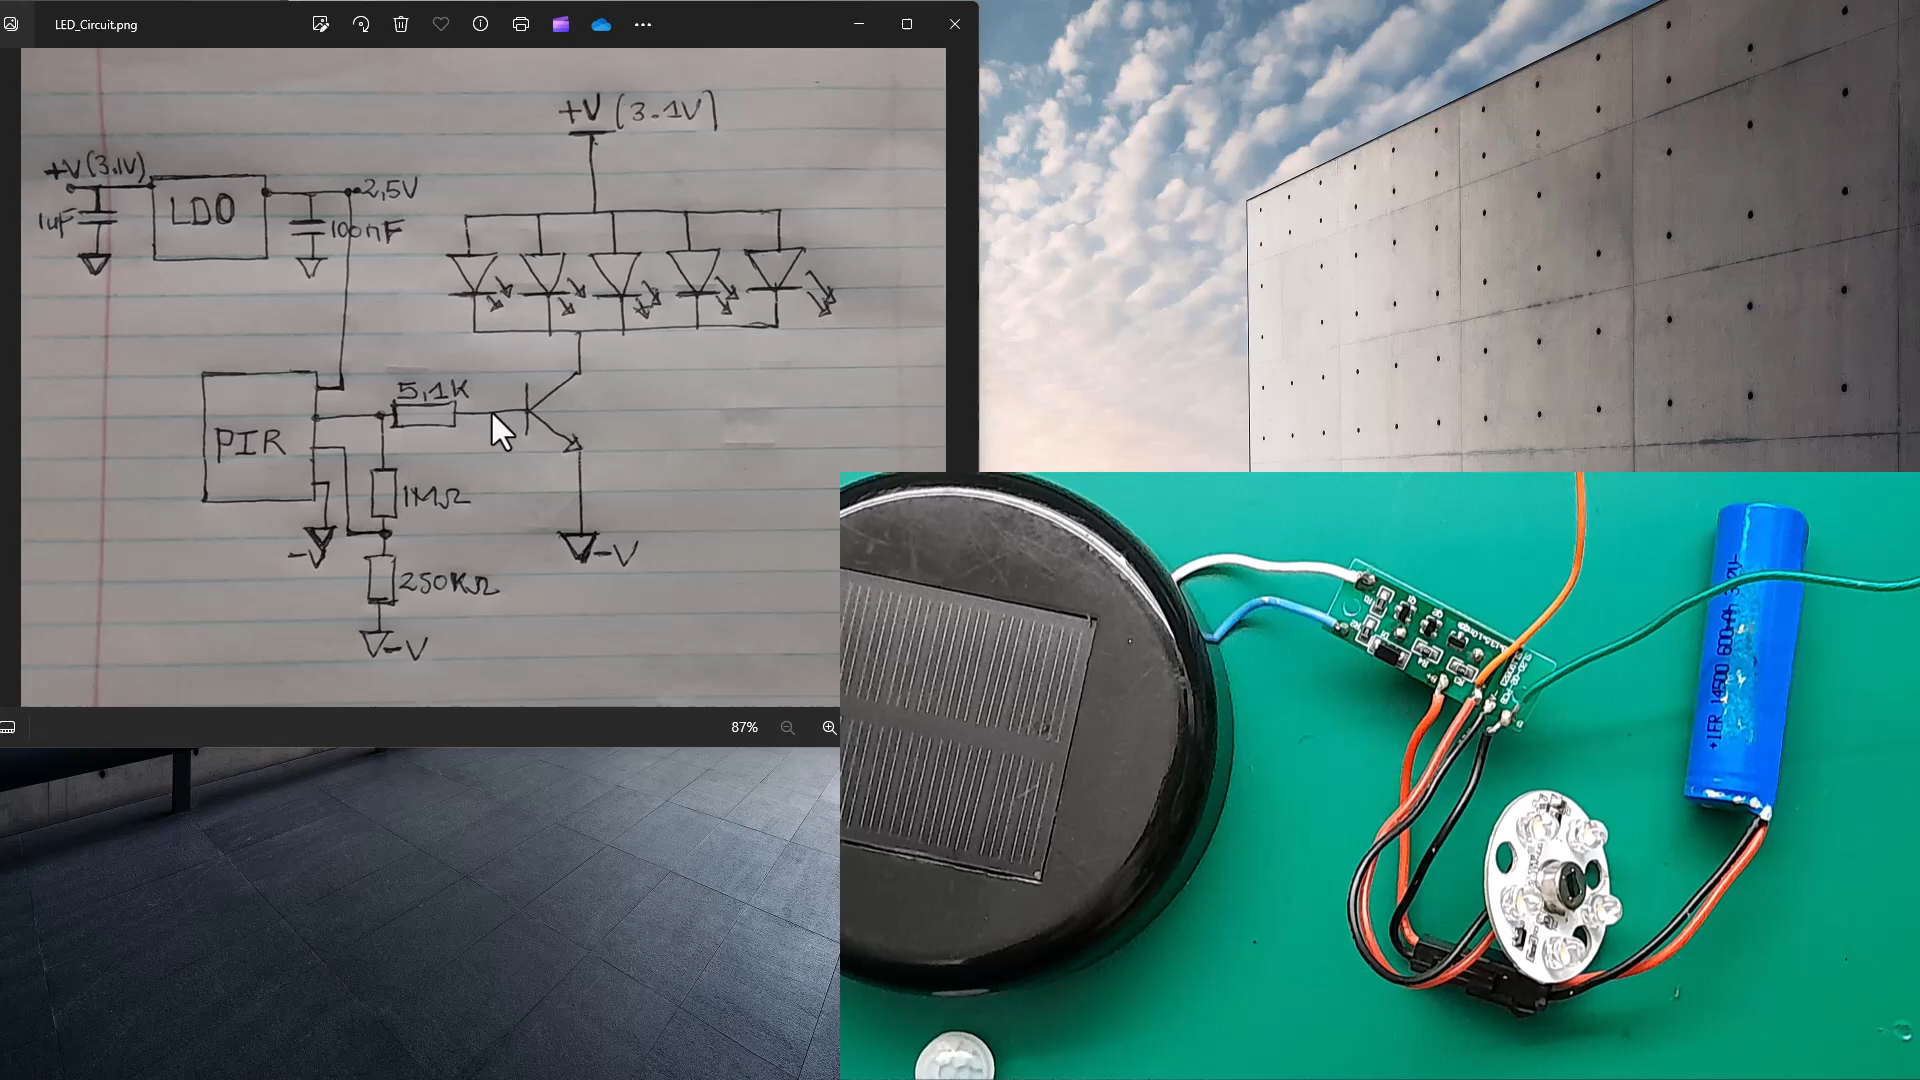 LED_Circuit.png
+V (3.1V)
+V(3.1V)
LDO
2,5V
1uF
100nF
5,1K
PIR
1MΩ
-V
-V
250KΩ
-V
87%
+IFR 14500 600mAh 3.2V-